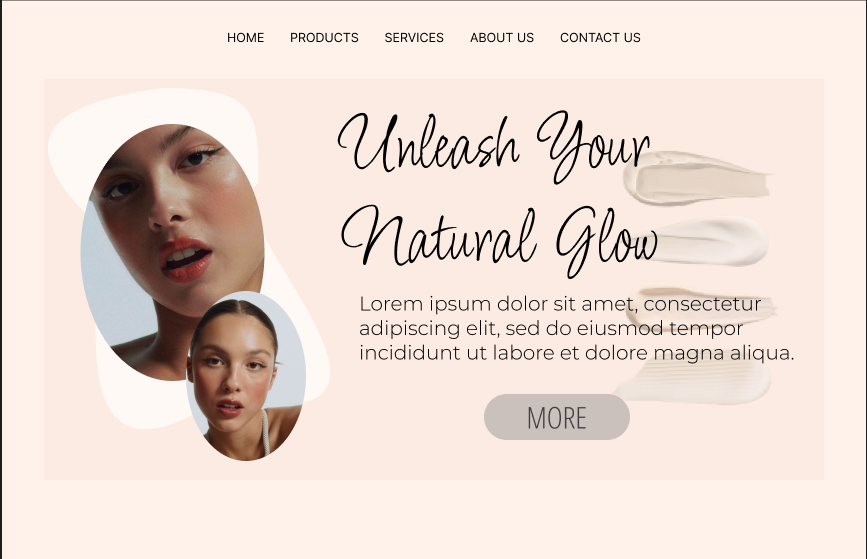 HOME PRODUCTS SERVICES ABOUT US CONTACT US
Unleash Your
Natural Glow
Lorem ipsum dolor sit amet, consectetur
adipiscing elit, sed do eiusmod tempor
incididunt ut labore et dolore magna aliqua.
MORE